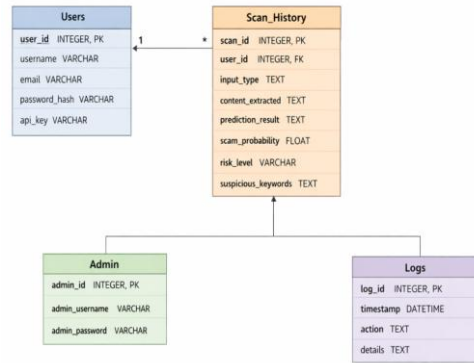 Users
user_id INTEGER, PK
username VARCHAR
email VARCHAR
password_hash VARCHAR
api_key VARCHAR
1
*
Scan_History
scan_id INTEGER, PK
user_id INTEGER, FK
input_type TEXT
content_extracted TEXT
prediction_result TEXT
scam_probability FLOAT
risk_level VARCHAR
suspicious_keywords TEXT
Admin
admin_id INTEGER, PK
admin_username VARCHAR
admin_password VARCHAR
Logs
log_id INTEGER, PK
timestamp DATETIME
action TEXT
details TEXT